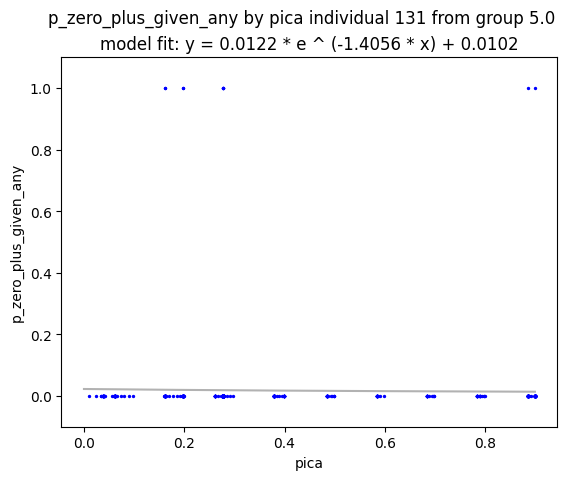 p_zero_plus_given_any by pica individual 131 from group 5.0
model fit: y = 0.0122 * e ^ (-1.4056 * x) + 0.0102
1.0
0.8
0.6
0.4
0.2
0.0
p_zero_plus_given_any
0.0 0.2 0.4 0.6 0.8
pica